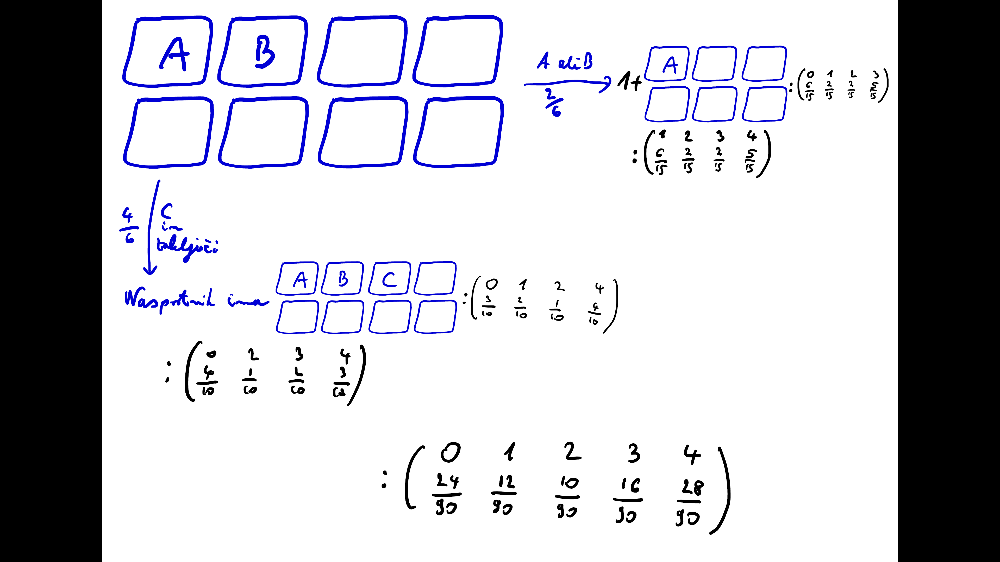 A B
A ali B
2/6
1+ A : ( 0 1 2 3
6/15 2/15 2/15 5/15 )
: ( 1 2 3 4
6/15 2/15 2/15 5/15 )
4/6
C
in
zaključi
Nasprotnik ima A B C : ( 0 1 2 4
3/10 2/10 1/10 4/10 )
: ( 0 2 3 4
4/10 1/10 2/10 3/10 )
: ( 0 1 2 3 4
24/90 12/90 10/90 16/90 28/90 )